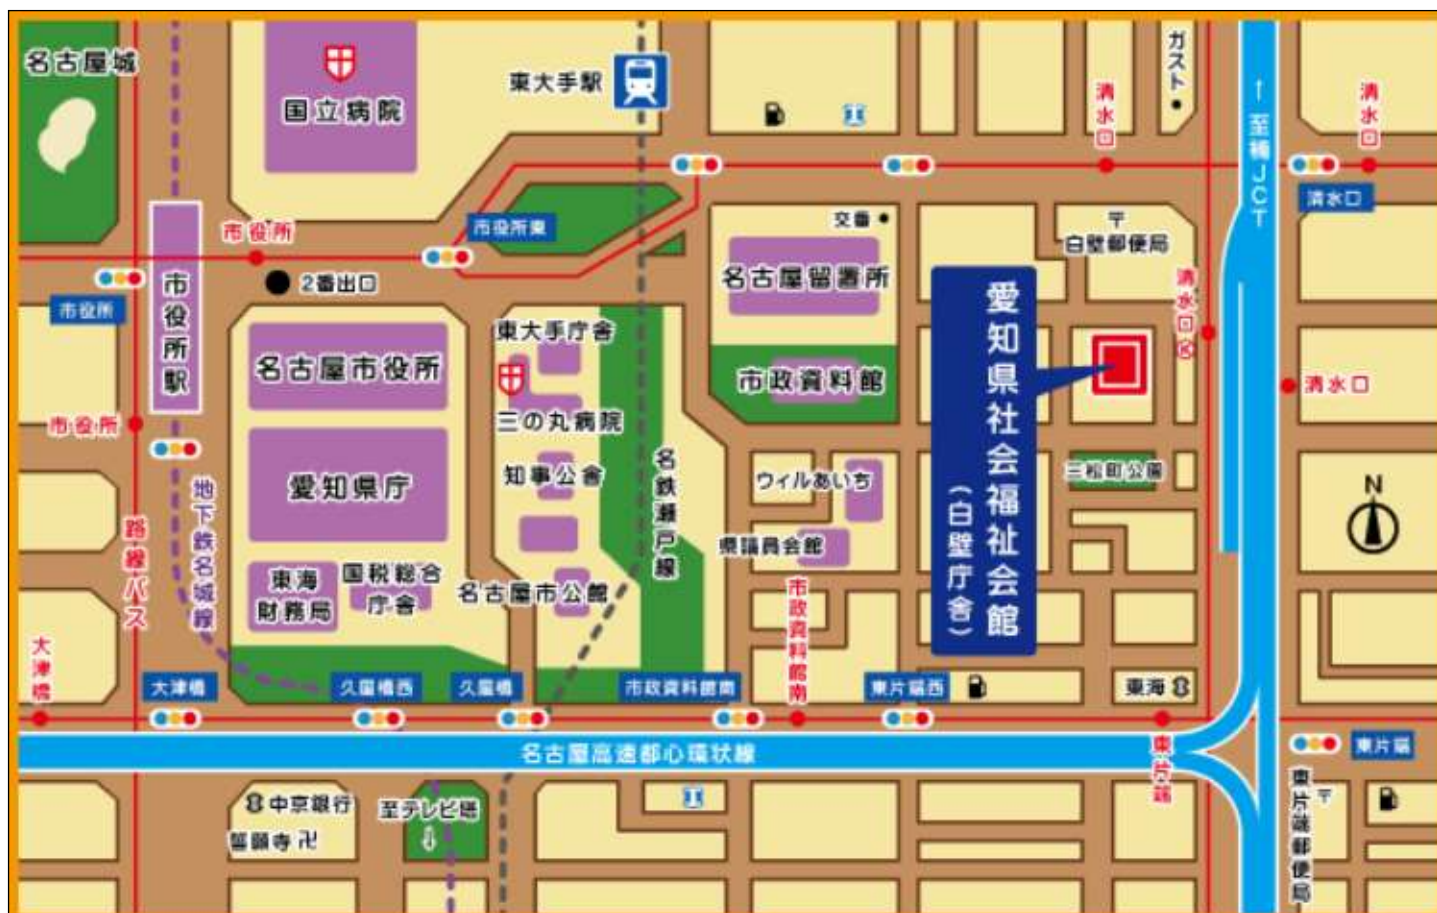 名古屋城
国立病院
東大手駅
ガスト
清水口
↑至楠JCT
清水口
清水口
市役所
市役所東
交番
〒
白壁郵便局
市役所駅
2番出口
名古屋留置所
市役所
東大手庁舎
愛知県社会福祉会館
(白壁庁舎)
清水口
名古屋市役所
市政資料館
三の丸病院
清水口
市役所
愛知県庁
知事公舎
名鉄瀬戸線
ウィルあいち
三松町公園
地下鉄名城線
路線バス
県議員会館
N
東海
財務局
国税総合
庁舎
名古屋市公館
市政資料館南
大津橋
大津橋
久屋橋西
久屋橋
市政資料館南
東片端西
東海
名古屋高速都心環状線
東片端
東片端
中京銀行
誓願寺 卍
至テレビ塔
↓
〒
東片端郵便局